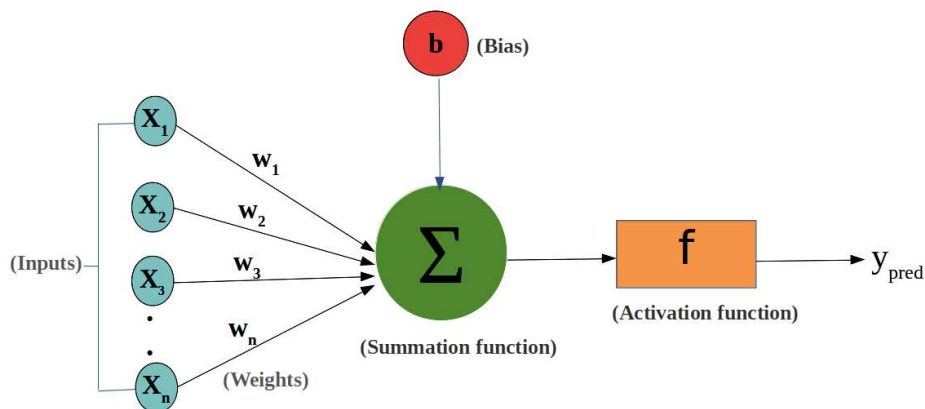 b (Bias)
X1
w1
X2
w2
(Inputs)
w3
X3
Σ
f
ypred
(Activation function)
wn
(Summation function)
Xn
(Weights)